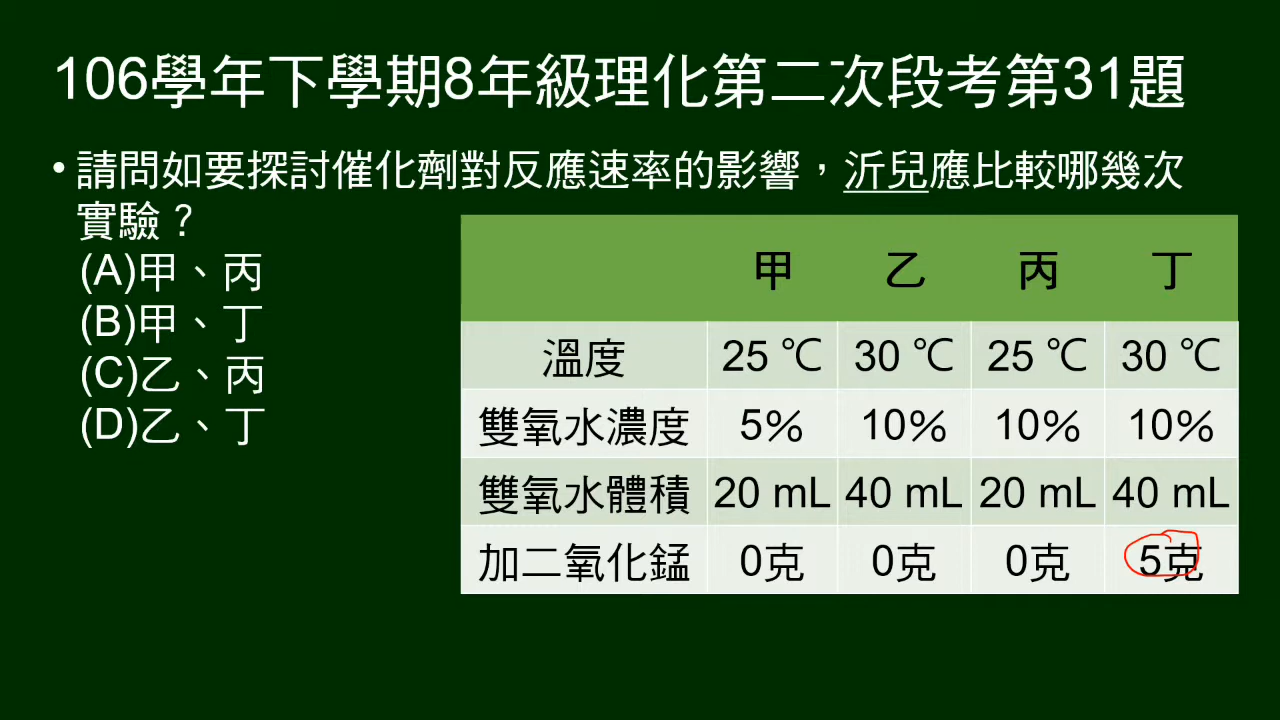 106學年下學期8年級理化第二次段考第31題
•請問如要探討催化劑對反應速率的影響，沂兒應比較哪幾次
實驗？
(A)甲、丙
(B)甲、丁
(C)乙、丙
(D)乙、丁
甲 乙 丙 丁
溫度 25 ℃ 30 ℃ 25 ℃ 30 ℃
雙氧水濃度 5% 10% 10% 10%
雙氧水體積 20 mL 40 mL 20 mL 40 mL
加二氧化錳 0克 0克 0克 5克